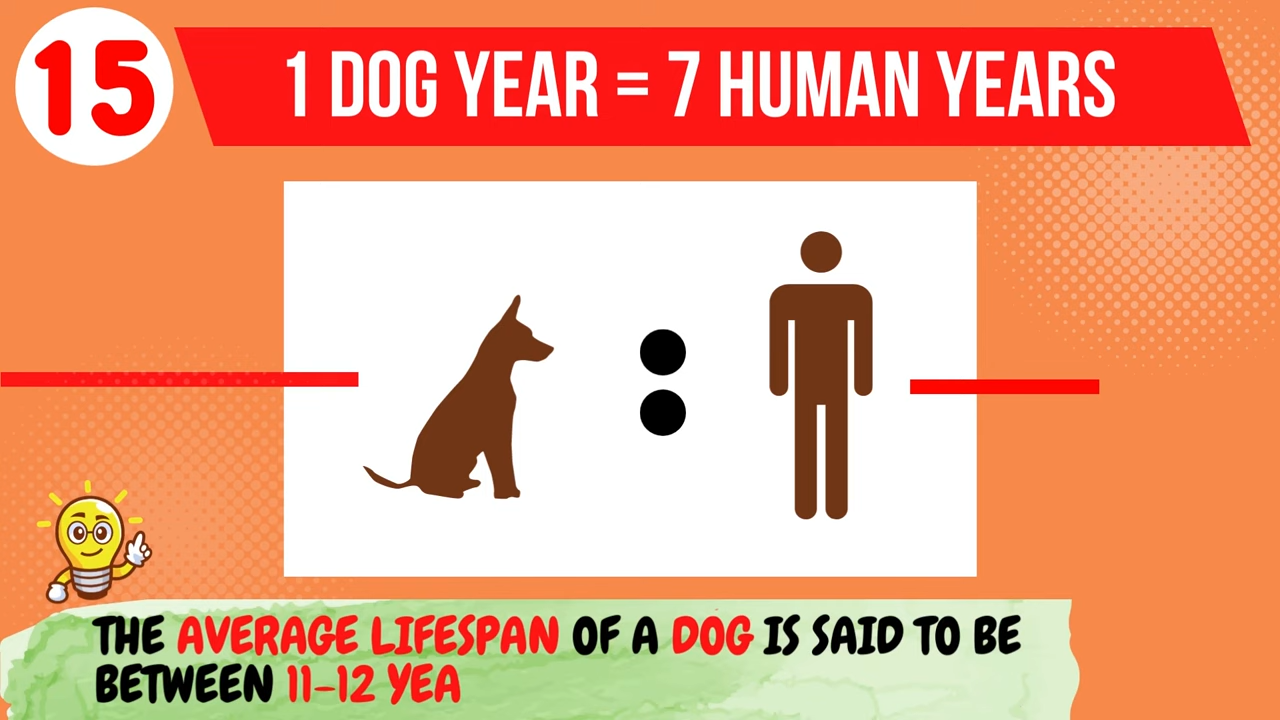 15
1 DOG YEAR = 7 HUMAN YEARS
THE AVERAGE LIFESPAN OF A DOG IS SAID TO BE
BETWEEN 11-12 YEA